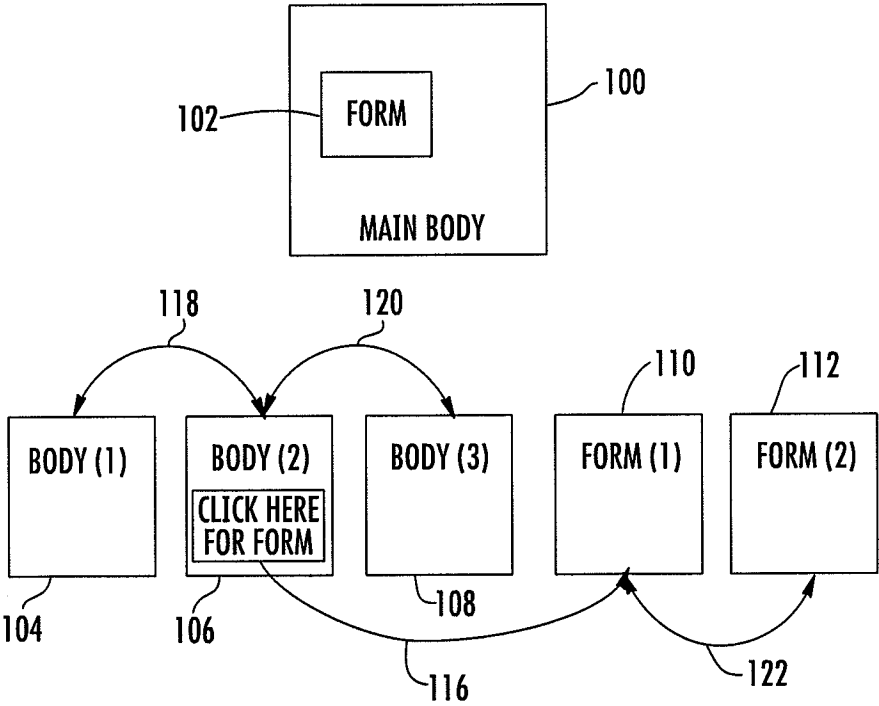 100
102
FORM
MAIN BODY
118
120
110
112
BODY (1)
BODY (2)
BODY (3)
FORM (1)
FORM (2)
CLICK HERE
FOR FORM
104
106
108
116
122